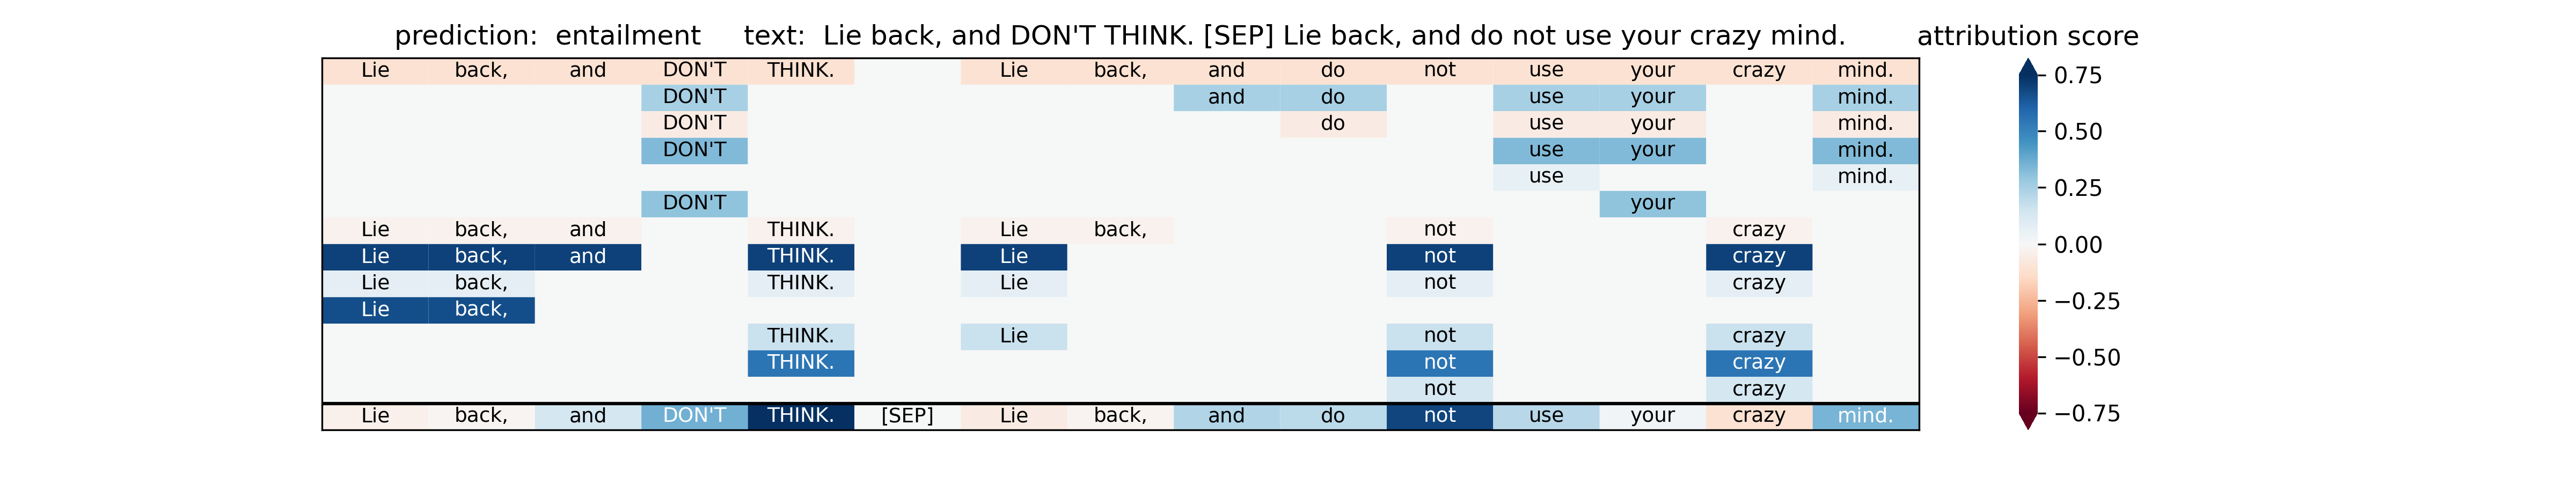 prediction: entailment text: Lie back, and DON'T THINK. [SEP] Lie back, and do not use your crazy mind. attribution score
Lie back, and DON'T THINK. Lie back, and do not use your crazy mind.
DON'T and do use your mind.
DON'T do use your mind.
DON'T use your mind.
use mind.
DON'T your
Lie back, and THINK. Lie back, not crazy
Lie back, and THINK. Lie not crazy
Lie back, THINK. Lie not crazy
Lie back,
THINK. Lie not crazy
THINK. not crazy
not crazy
Lie back, and DON'T THINK. [SEP] Lie back, and do not use your crazy mind.
0.75
0.50
0.25
0.00
−0.25
−0.50
−0.75